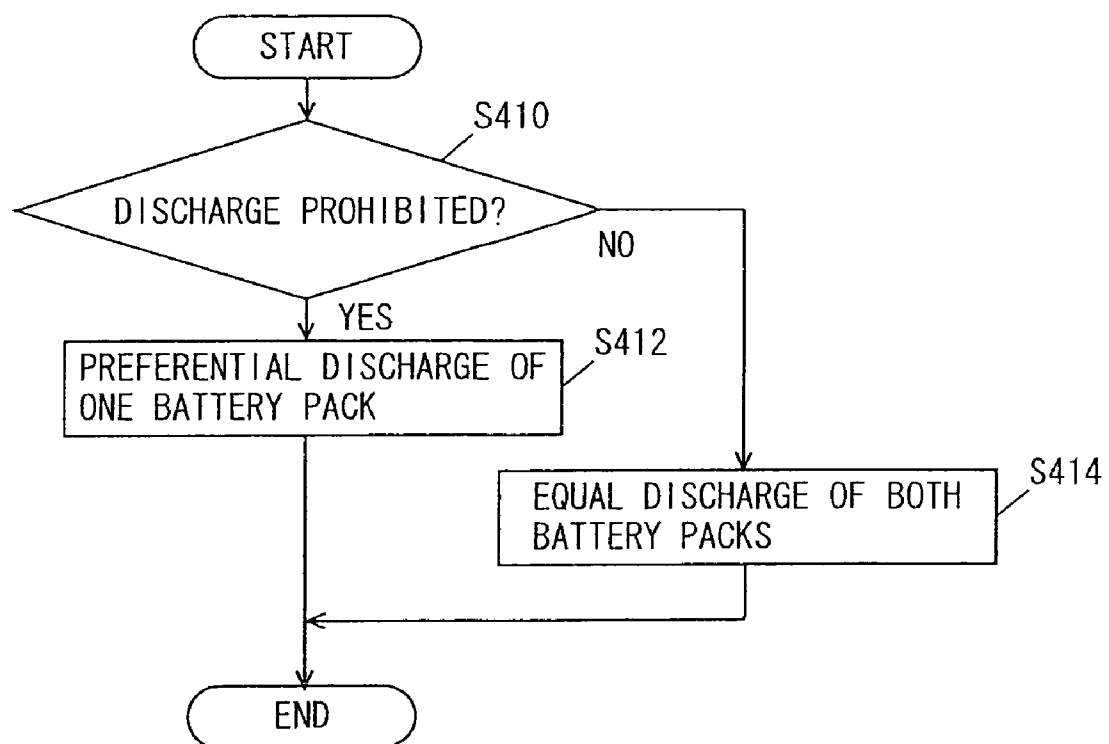 START
S410
DISCHARGE PROHIBITED?
NO
YES
S412
PREFERENTIAL DISCHARGE OF
ONE BATTERY PACK
S414
EQUAL DISCHARGE OF BOTH
BATTERY PACKS
END